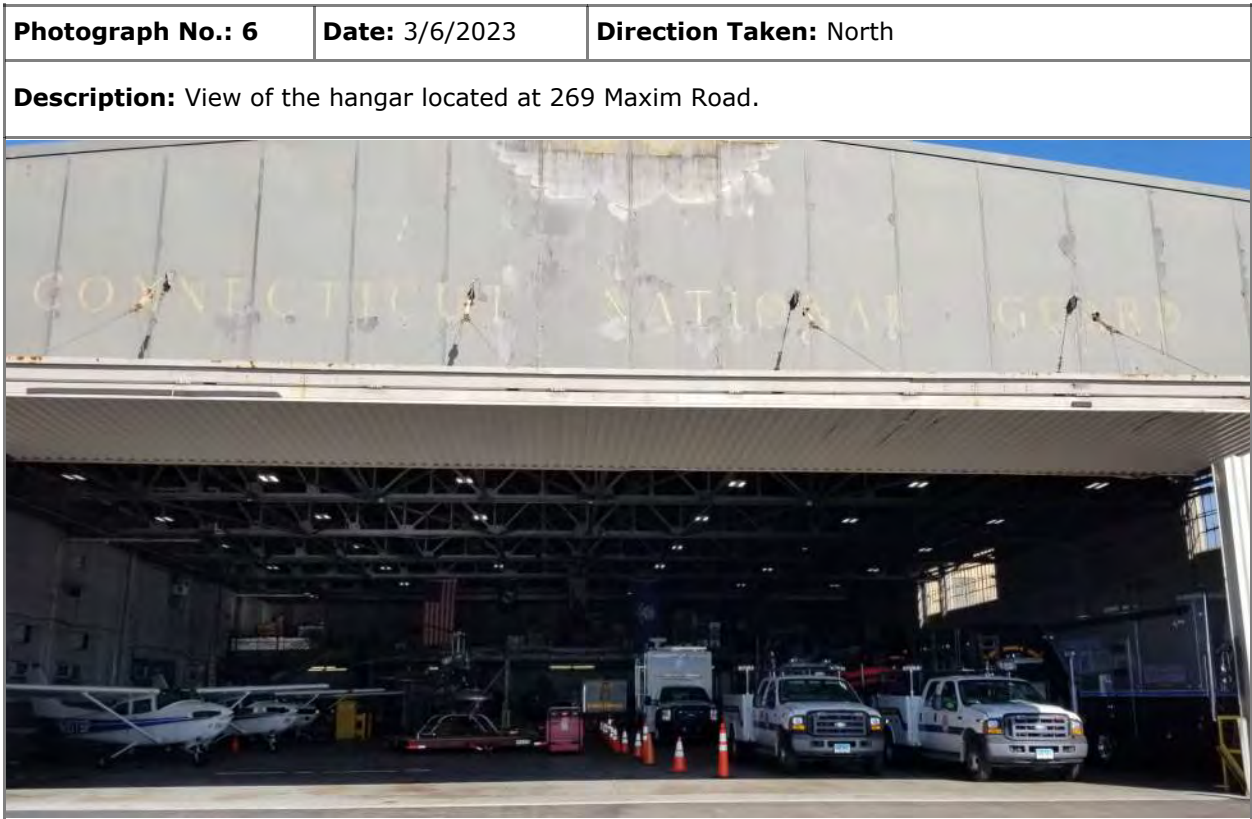 Photograph No.: 6
Date: 3/6/2023
Direction Taken: North
Description: View of the hangar located at 269 Maxim Road.
CONNECTICUT NATIONAL GUARD